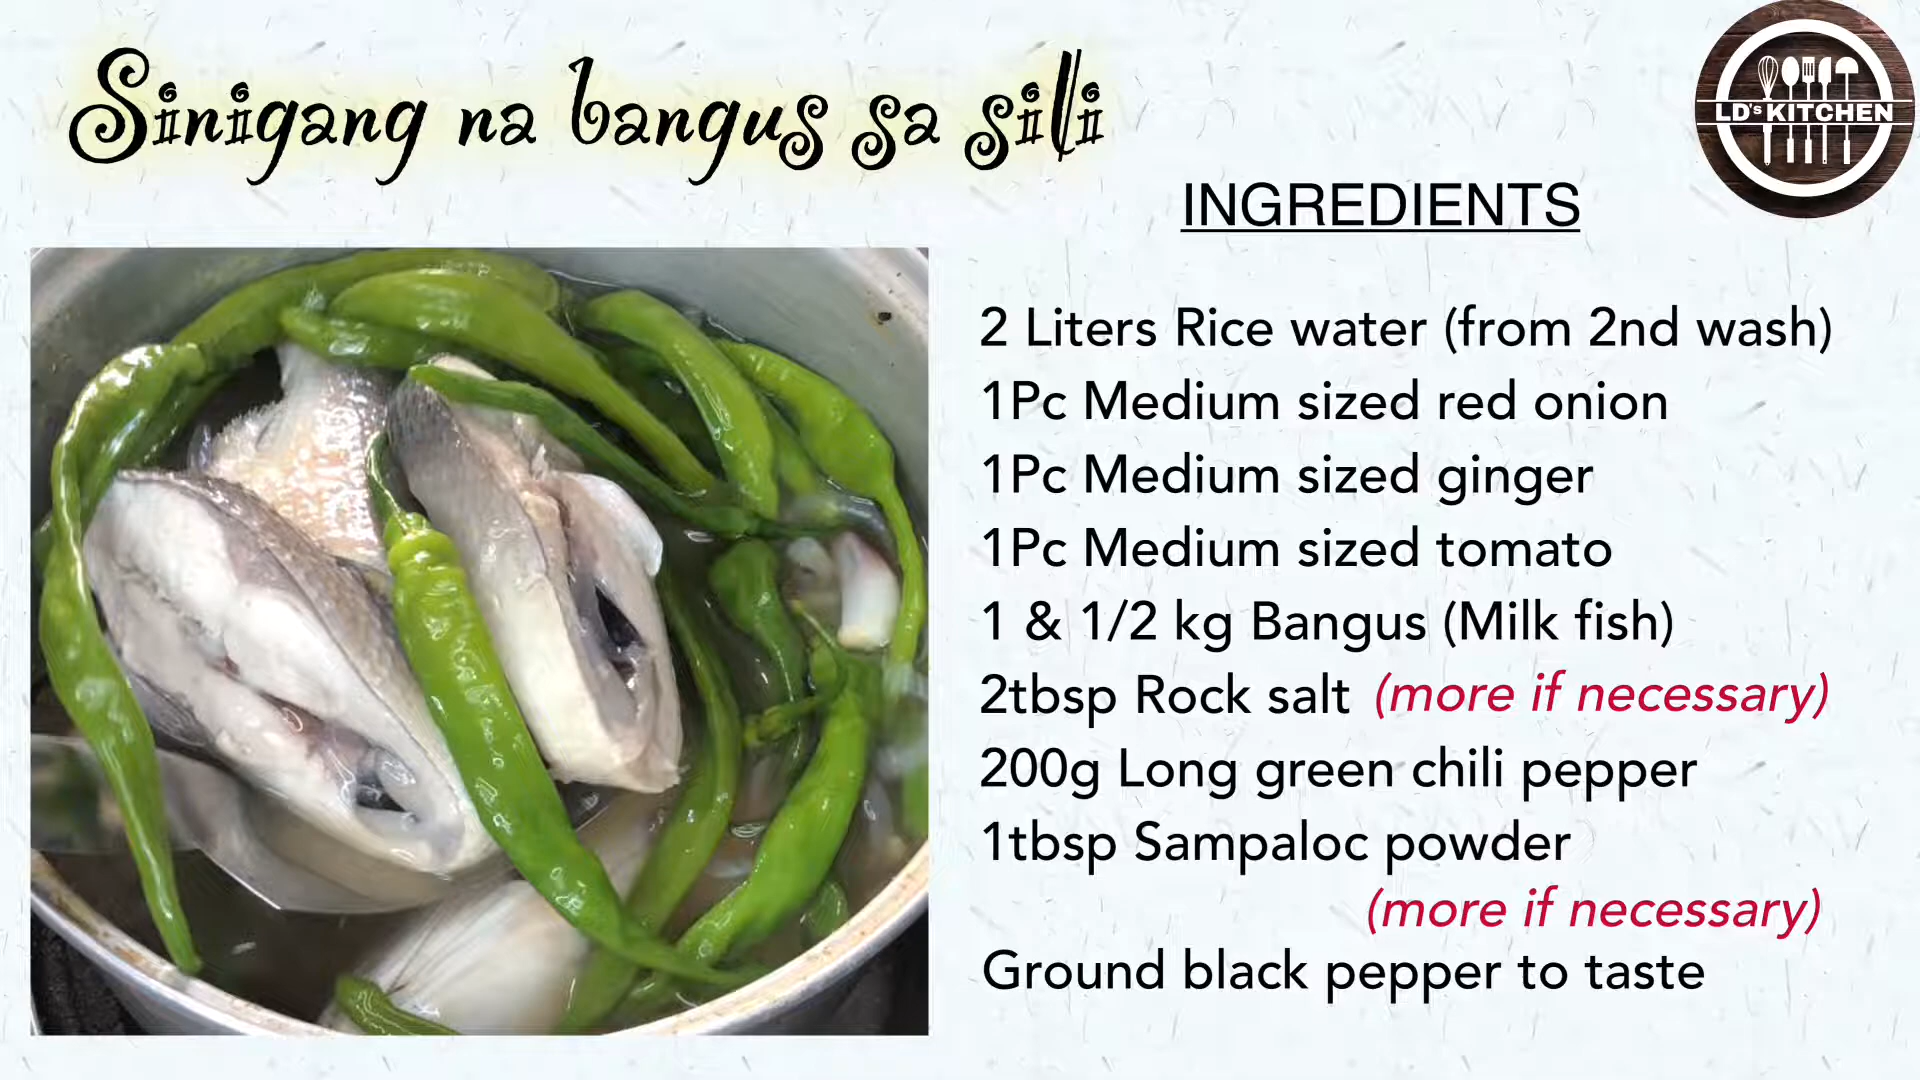 Sinigang na bangus sa sili
LD's KITCHEN
INGREDIENTS
2 Liters Rice water (from 2nd wash)
1Pc Medium sized red onion
1Pc Medium sized ginger
1Pc Medium sized tomato
1 & 1/2 kg Bangus (Milk fish)
2tbsp Rock salt (more if necessary)
200g Long green chili pepper
1tbsp Sampaloc powder
(more if necessary)
Ground black pepper to taste